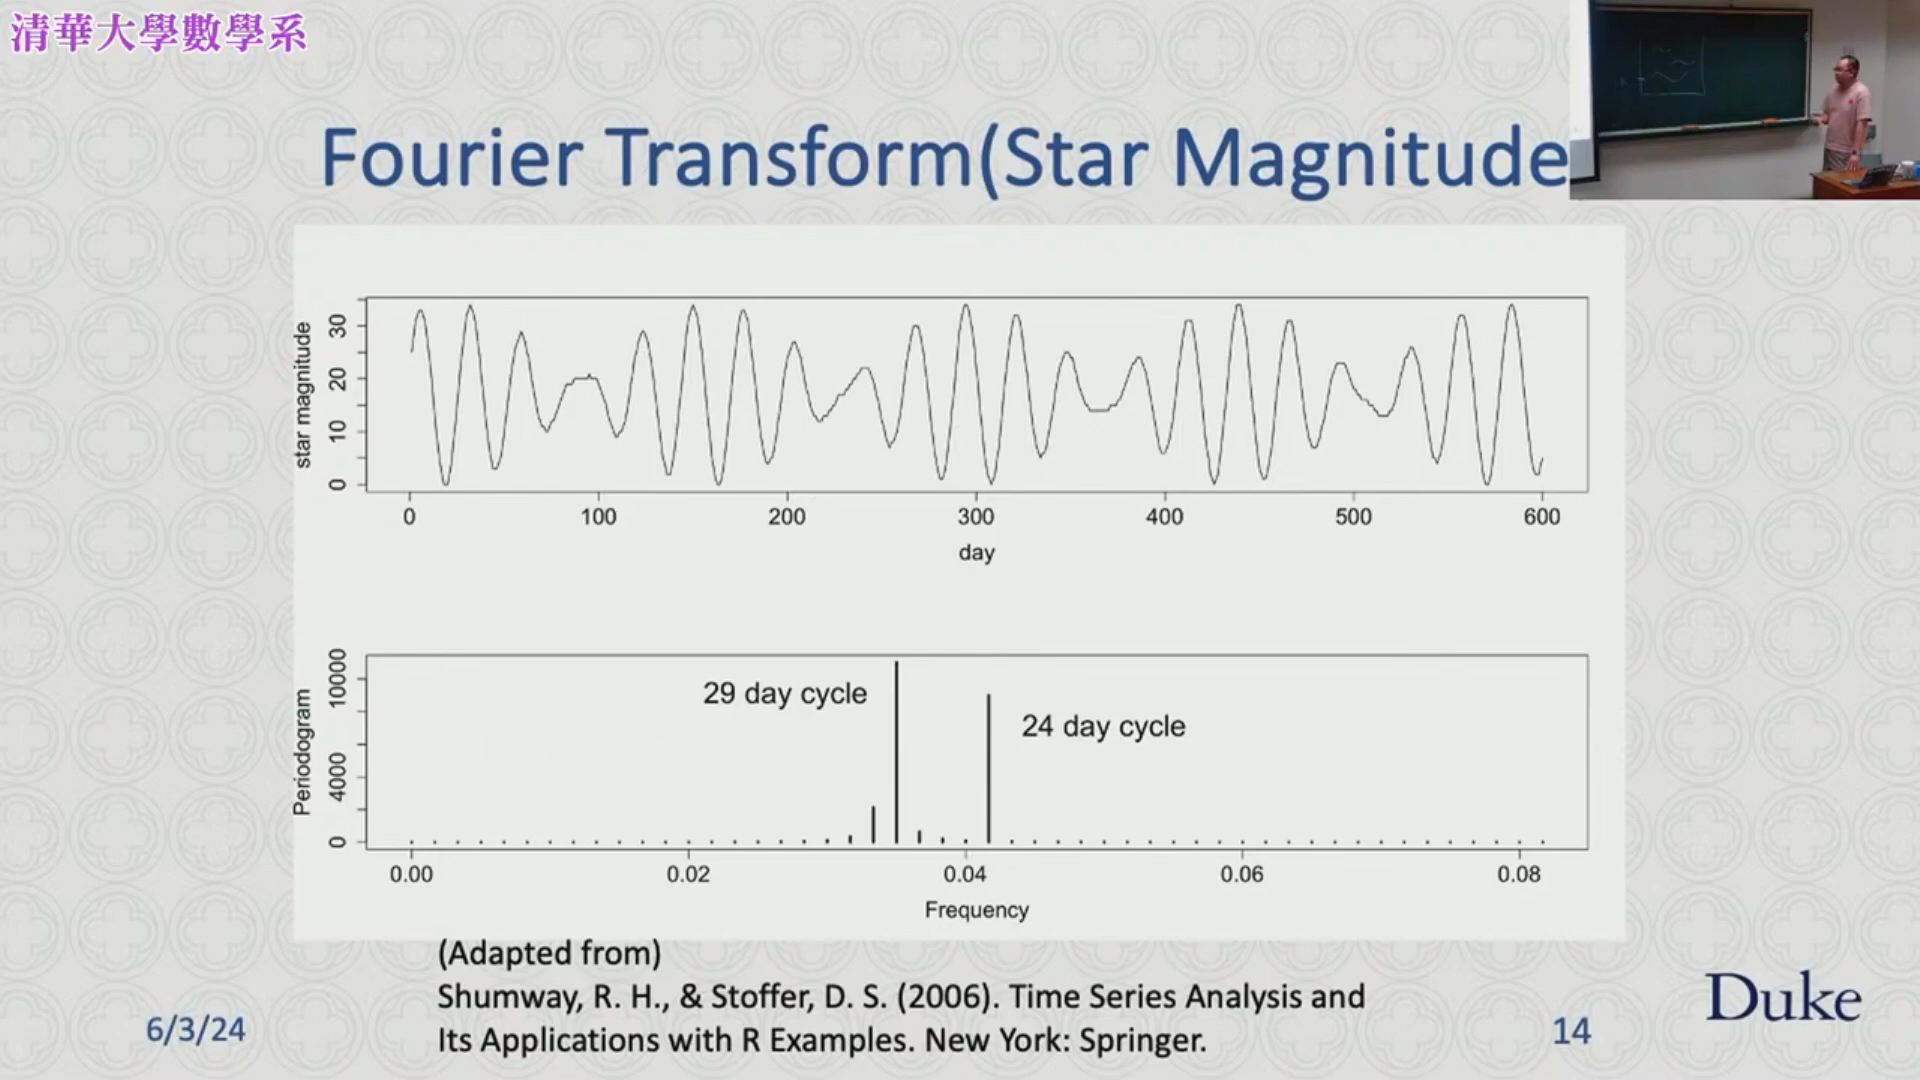 清華大學數學系
Fourier Transform(Star Magnitude
star magnitude
30
20
10
0
0 100 200 300 400 500 600
day
Periodogram
10000
4000
0
29 day cycle
24 day cycle
0.00 0.02 0.04 0.06 0.08
Frequency
(Adapted from)
Shumway, R. H., & Stoffer, D. S. (2006). Time Series Analysis and
Its Applications with R Examples. New York: Springer.
6/3/24
14
Duke